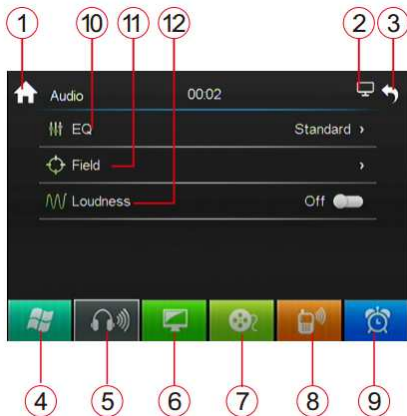 1 10 11 12 2 3
Audio 00:02
EQ Standard ›
Field ›
Loudness Off
4 5 6 7 8 9